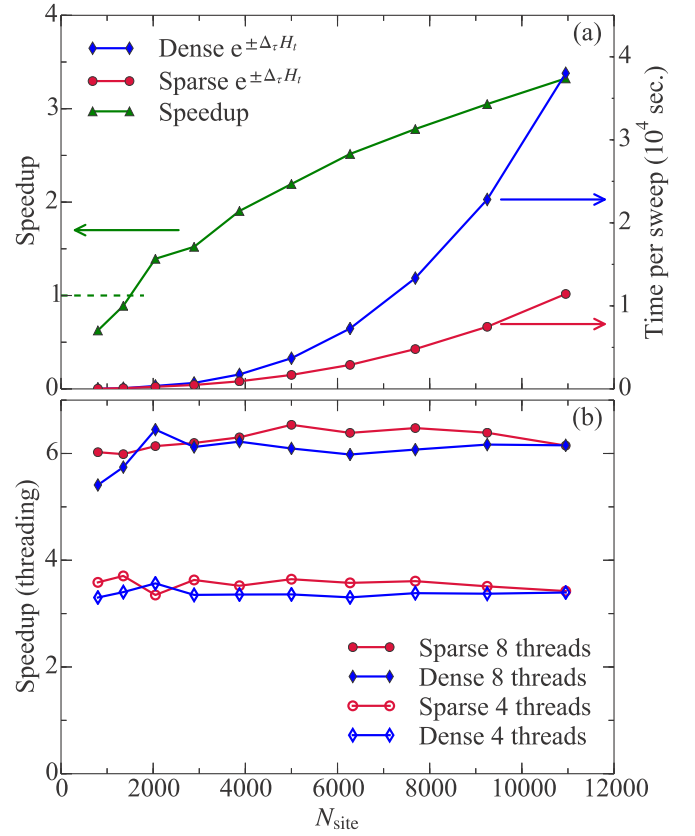 (a)
Dense e^{±Δ_τ H_t}
Sparse e^{±Δ_τ H_t}
Speedup
4
3
2
1
0
Speedup
4
3
2
1
0
Time per sweep (10^4 sec.)
(b)
6
4
2
0
Speedup (threading)
Sparse 8 threads
Dense 8 threads
Sparse 4 threads
Dense 4 threads
0 2000 4000 6000 8000 10000 12000
N_site